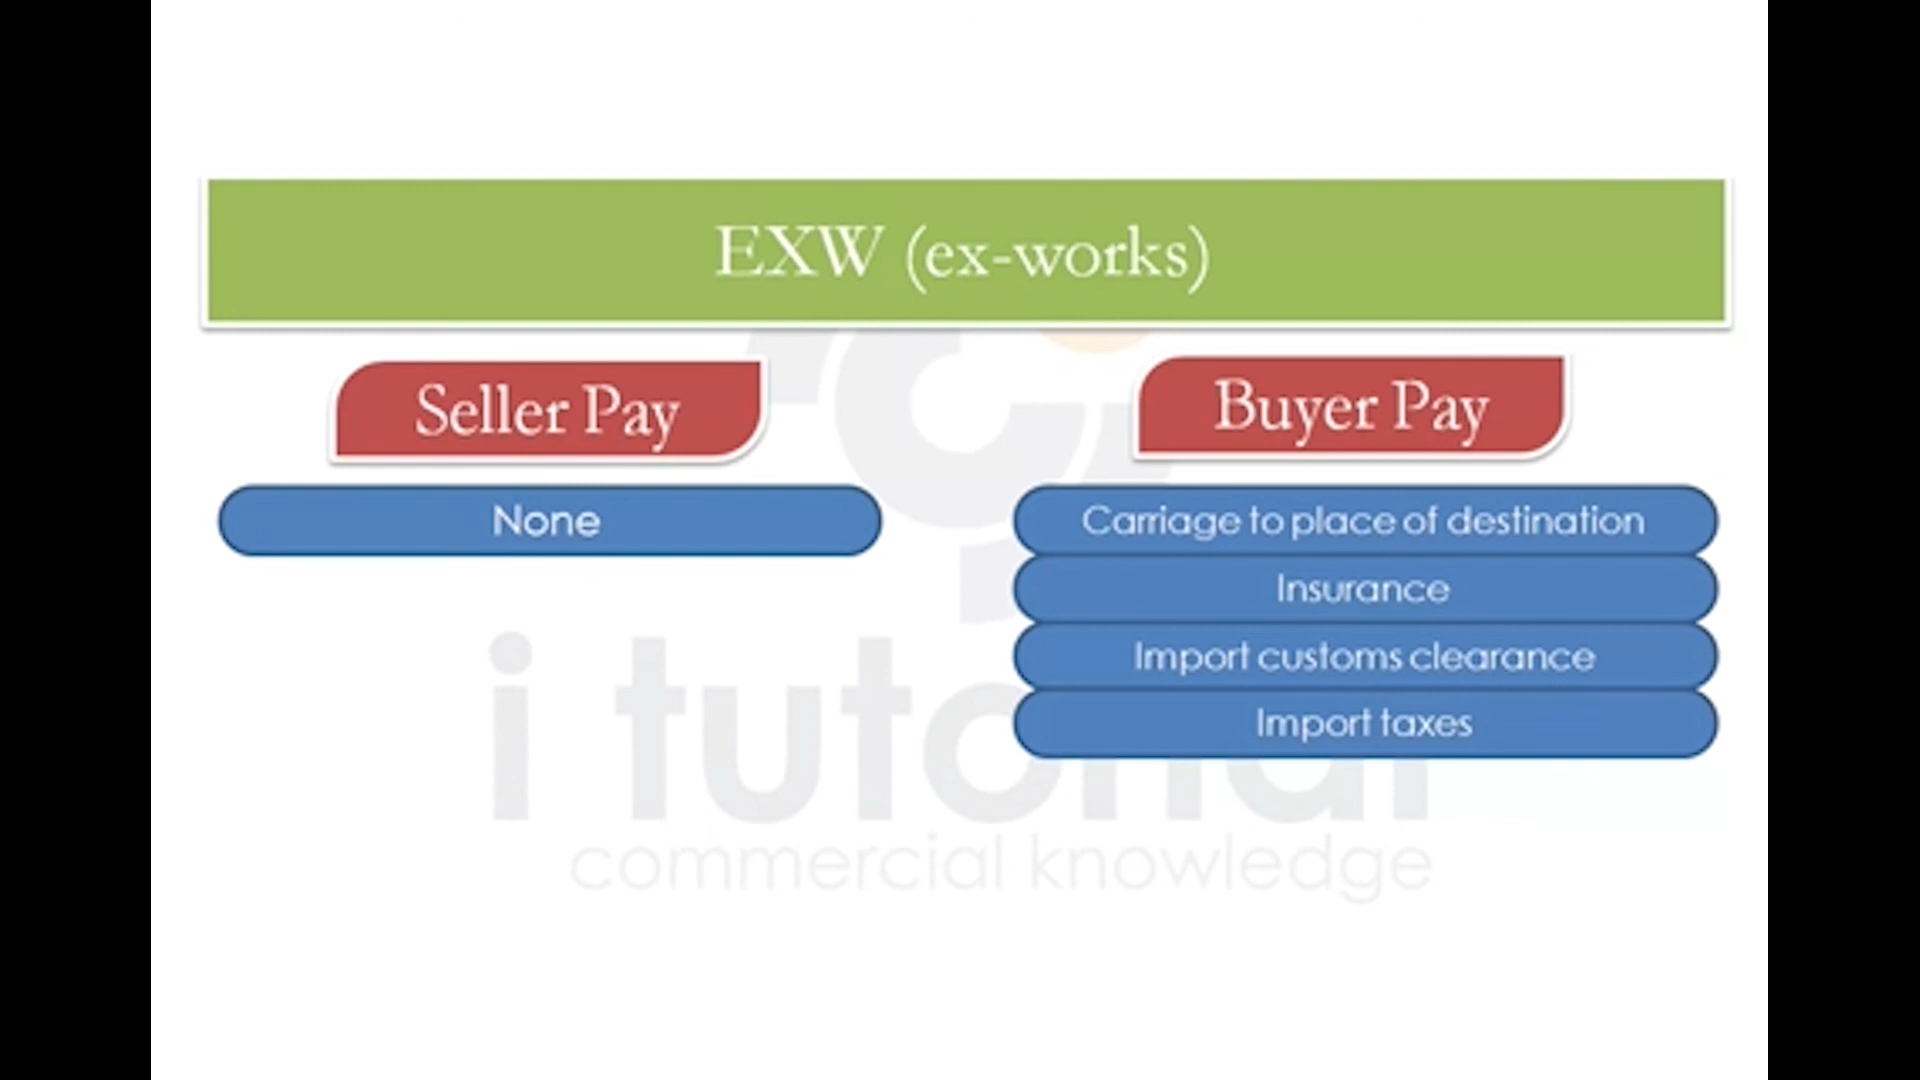 EXW (ex-works)
Seller Pay
Buyer Pay
None
Carriage to place of destination
Insurance
Import customs clearance
Import taxes
i tutorial
commercial knowledge